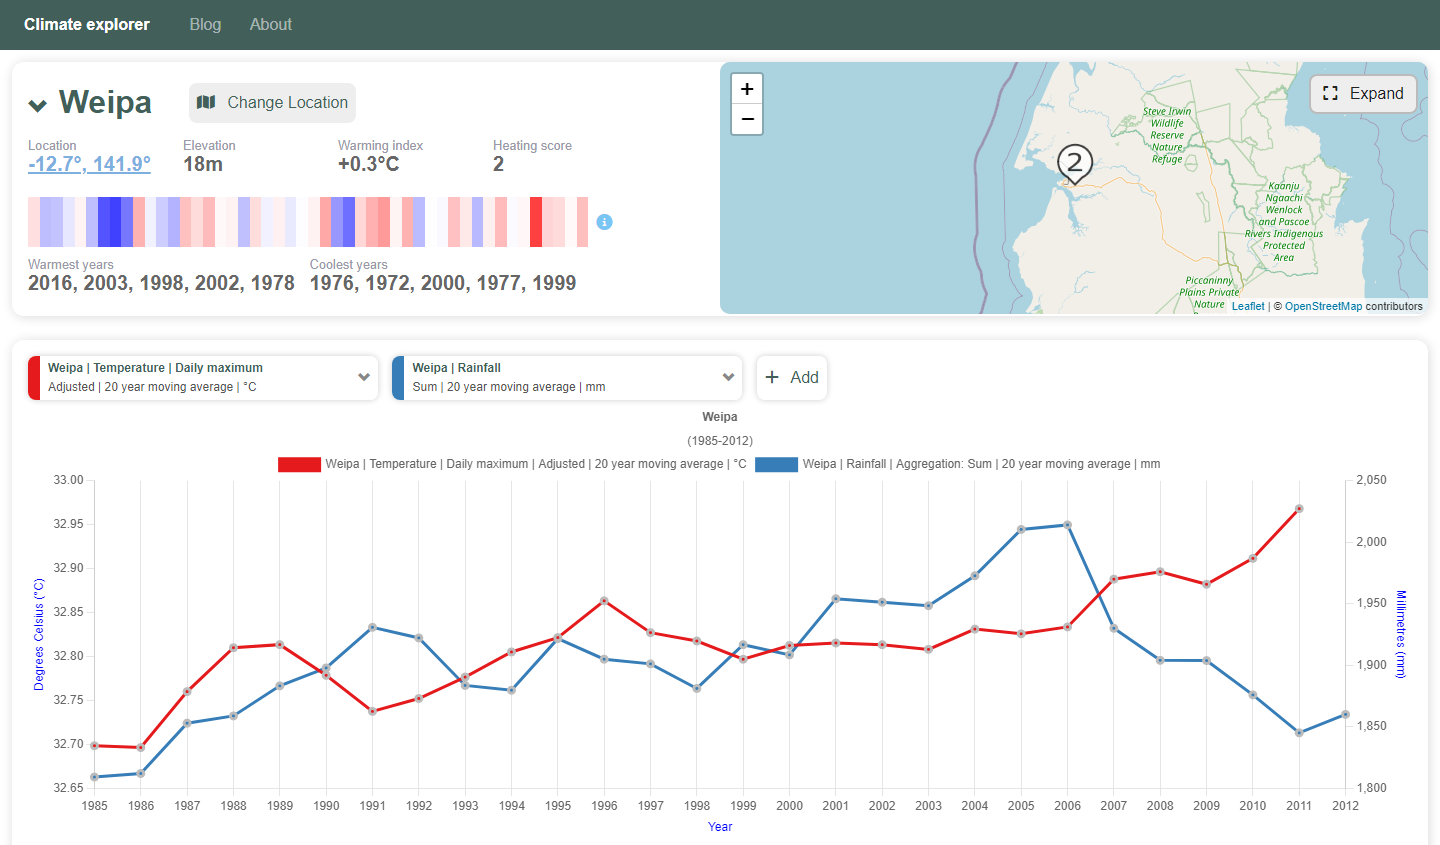 Climate explorer Blog About
Weipa Change Location
Location Elevation Warming index Heating score
-12.7°, 141.9° 18m +0.3°C 2
Warmest years Coolest years
2016, 2003, 1998, 2002, 1978 1976, 1972, 2000, 1977, 1999
+
−
Expand
Steve Irwin
Wildlife
Reserve
Nature
Refuge
2
Kaanju
Ngaachi
Wenlock
and Pascoe
Rivers Indigenous
Protected
Area
Piccaninny
Plains Private
Nature
Leaflet | © OpenStreetMap contributors
Weipa | Temperature | Daily maximum
Adjusted | 20 year moving average | °C
Weipa | Rainfall
Sum | 20 year moving average | mm
+ Add
Weipa
(1985-2012)
Weipa | Temperature | Daily maximum | Adjusted | 20 year moving average | °C Weipa | Rainfall | Aggregation: Sum | 20 year moving average | mm
33.00
32.95
32.90
32.85
32.80
32.75
32.70
32.65
Degrees Celsius (°C)
2,050
2,000
1,950
1,900
1,850
1,800
Millimetres (mm)
1985 1986 1987 1988 1989 1990 1991 1992 1993 1994 1995 1996 1997 1998 1999 2000 2001 2002 2003 2004 2005 2006 2007 2008 2009 2010 2011 2012
Year